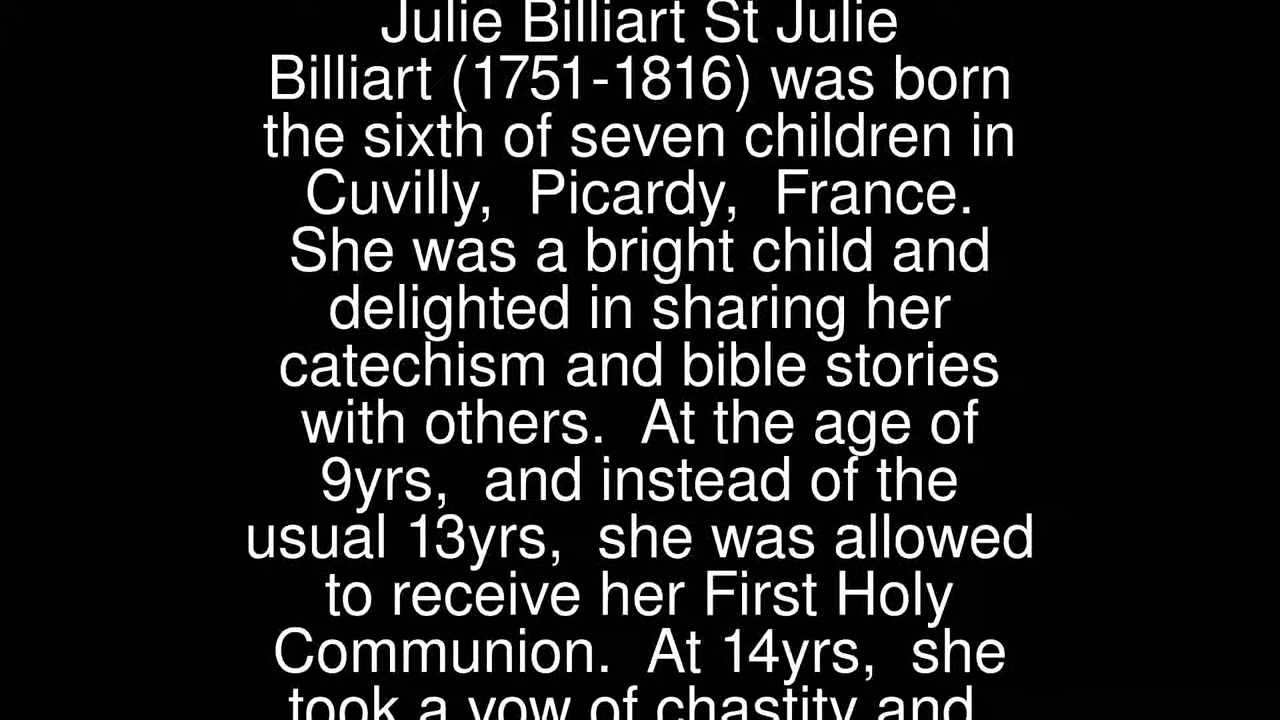 Julie Billiart St Julie
Billiart (1751-1816) was born
the sixth of seven children in
Cuvilly,  Picardy,  France.
She was a bright child and
delighted in sharing her
catechism and bible stories
with others.  At the age of
9yrs,  and instead of the
usual 13yrs,  she was allowed
to receive her First Holy
Communion.  At 14yrs,  she
took a vow of chastity and